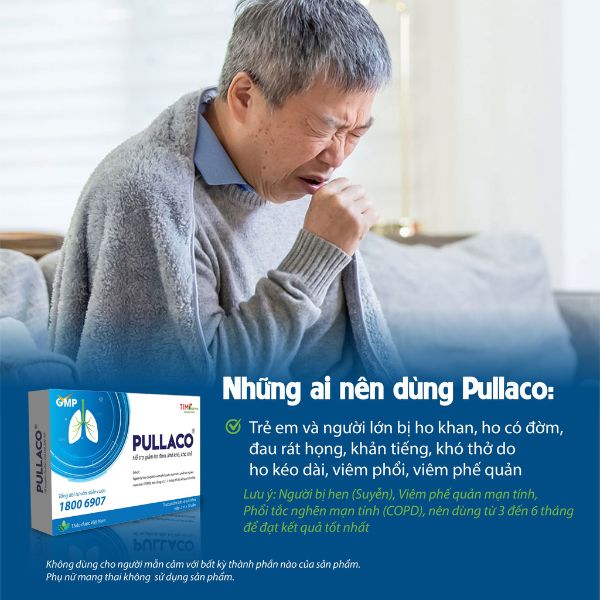 Những ai nên dùng Pullaco:
Trẻ em và người lớn bị ho khan, ho có đờm,
đau rát họng, khản tiếng, khó thở do
ho kéo dài, viêm phổi, viêm phế quản
Lưu ý: Người bị hen (Suyễn), Viêm phế quản mạn tính,
Phổi tắc nghẽn mạn tính (COPD), nên dùng từ 3 đến 6 tháng
để đạt kết quả tốt nhất
GMP
TIME
PULLACO
PULLACO
1800 6907
Không dùng cho người mẫn cảm với bất kỳ thành phần nào của sản phẩm.
Phụ nữ mang thai không sử dụng sản phẩm.